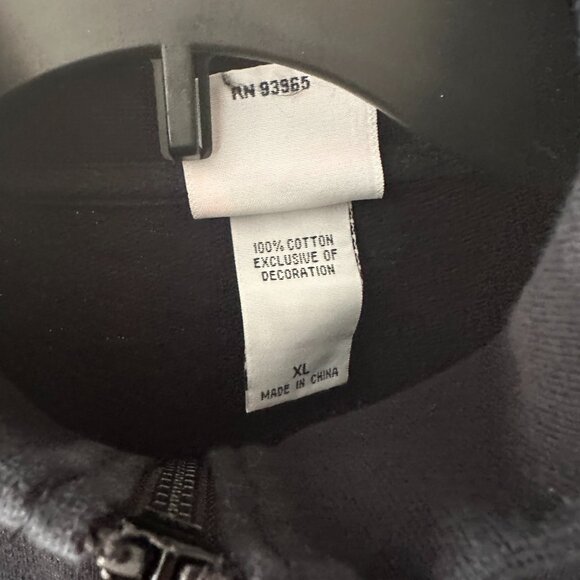 RN 93965
100% COTTON
EXCLUSIVE OF
DECORATION
XL
MADE IN CHINA